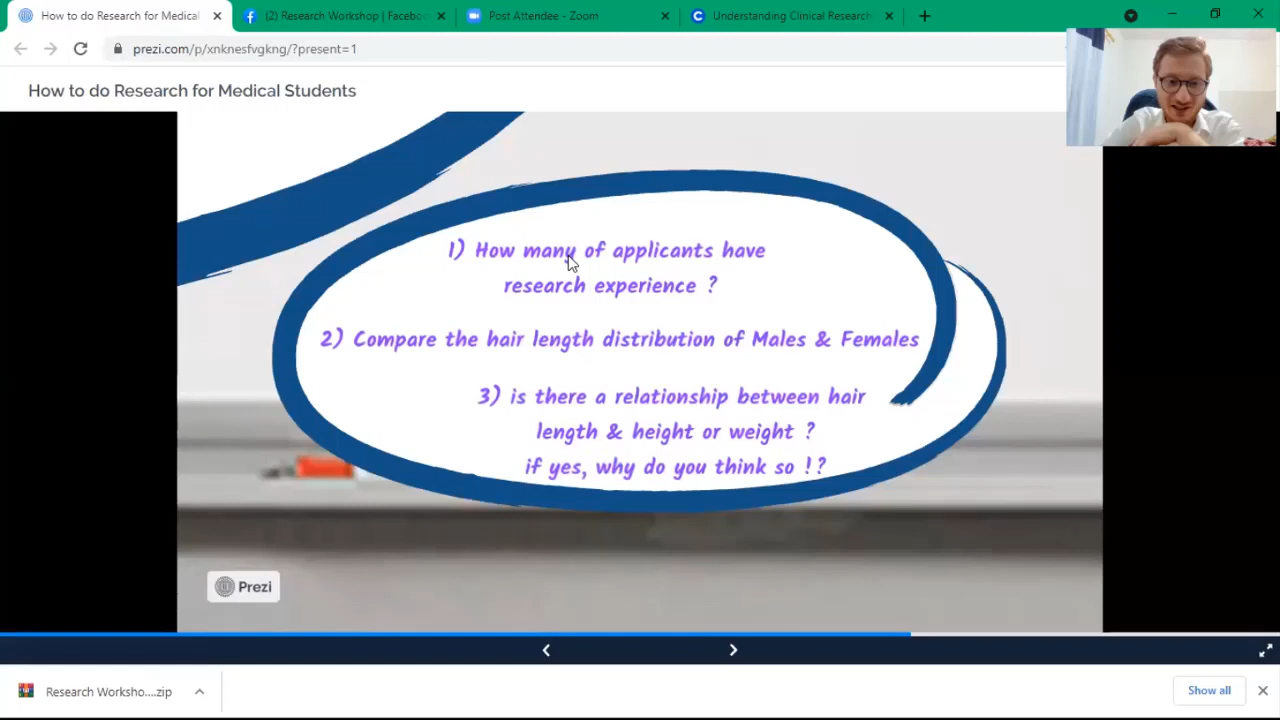 How to do Research for Medical
(2) Research Workshop | Facebo
Post Attendee - Zoom
Understanding Clinical Research
prezi.com/p/xnknesfvgkng/?present=1
How to do Research for Medical Students
1) How many of applicants have
research experience ?
2) Compare the hair length distribution of Males & Females
3) is there a relationship between hair
length & height or weight ?
if yes, why do you think so !?
Prezi
Research Worksho....zip
Show all